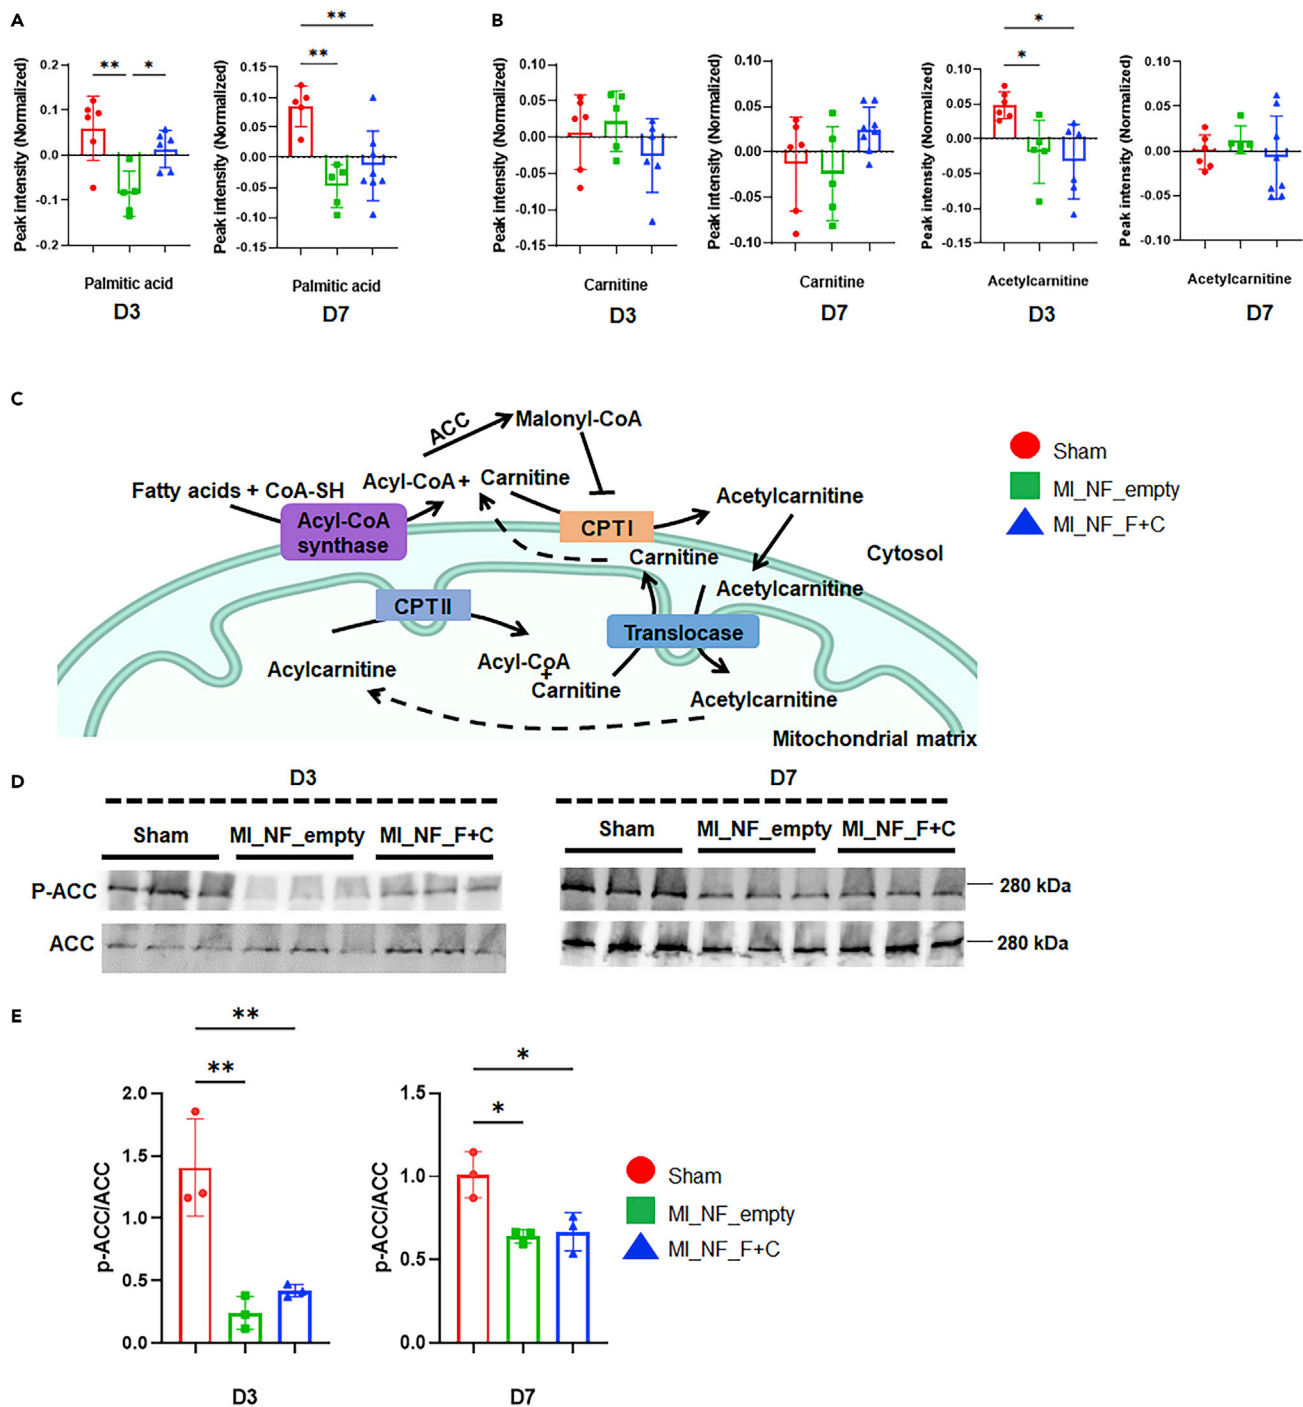 A
B
**
*
Peak intensity (Normalized)
0.2
0.1
0.0
-0.1
-0.2
Palmitic acid
D3
**
**
Peak intensity (Normalized)
0.15
0.10
0.05
0.00
-0.05
-0.10
-0.15
Palmitic acid
D7
Peak intensity (Normalized)
0.10
0.05
0.00
-0.05
-0.10
-0.15
Carnitine
D3
Peak intensity (Normalized)
0.10
0.05
0.00
-0.05
-0.10
Carnitine
D7
*
*
Peak intensity (Normalized)
0.10
0.05
0.00
-0.05
-0.10
-0.15
Acetylcarnitine
D3
Peak intensity (Normalized)
0.10
0.05
0.00
-0.05
-0.10
Acetylcarnitine
D7
C
ACC
Malonyl-CoA
Fatty acids + CoA-SH
Acyl-CoA + Carnitine
Acyl-CoA
synthase
CPTI
Acetylcarnitine
Carnitine
Cytosol
Acetylcarnitine
CPTII
Translocase
Acylcarnitine
Acyl-CoA
+
Carnitine
Acetylcarnitine
Mitochondrial matrix
Sham
MI_NF_empty
MI_NF_F+C
D
D3
D7
Sham
MI_NF_empty
MI_NF_F+C
Sham
MI_NF_empty
MI_NF_F+C
P-ACC
280 kDa
ACC
280 kDa
E
**
**
p-ACC/ACC
2.0
1.5
1.0
0.5
0.0
D3
*
*
p-ACC/ACC
1.5
1.0
0.5
0.0
D7
Sham
MI_NF_empty
MI_NF_F+C